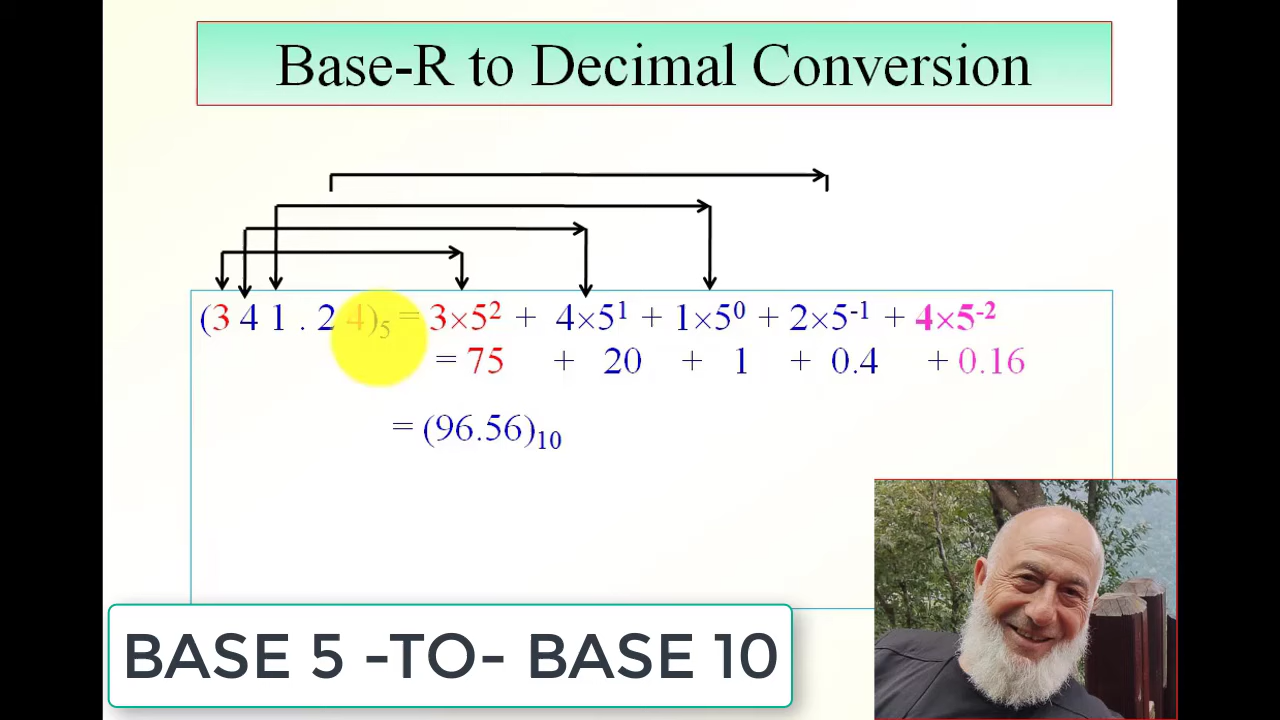 Base-R to Decimal Conversion
(3 4 1 . 2 4)₅ = 3×5² + 4×5¹ + 1×5⁰ + 2×5⁻¹ + 4×5⁻²
= 75 + 20 + 1 + 0.4 + 0.16
= (96.56)₁₀
BASE 5 -TO- BASE 10